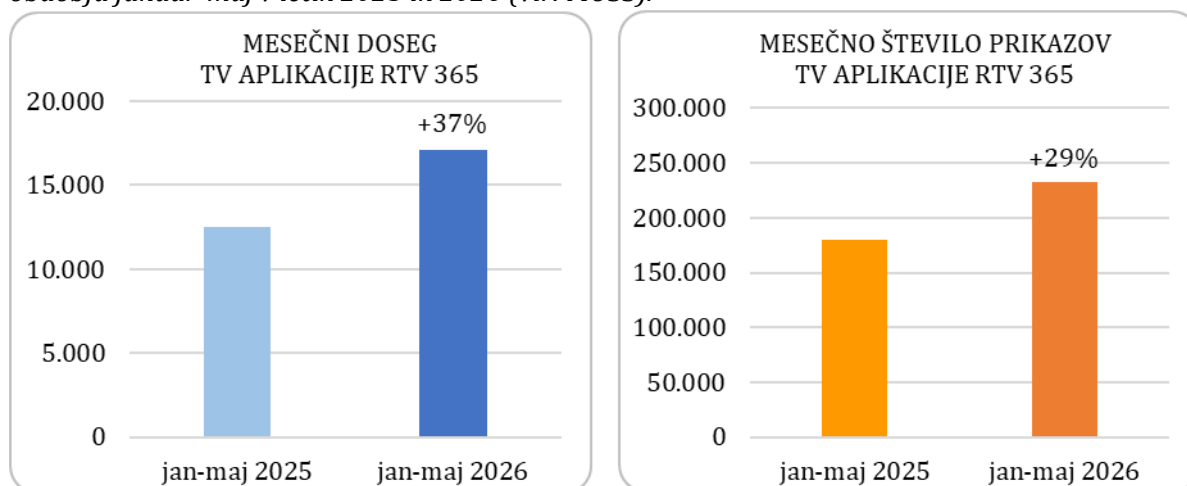 MESEČNI DOSEG
TV APLIKACIJE RTV 365
20.000
+37%
15.000
10.000
5.000
0
jan-maj 2025
jan-maj 2026
MESEČNO ŠTEVILO PRIKAZOV
TV APLIKACIJE RTV 365
300.000
250.000
+29%
200.000
150.000
100.000
50.000
0
jan-maj 2025
jan-maj 2026